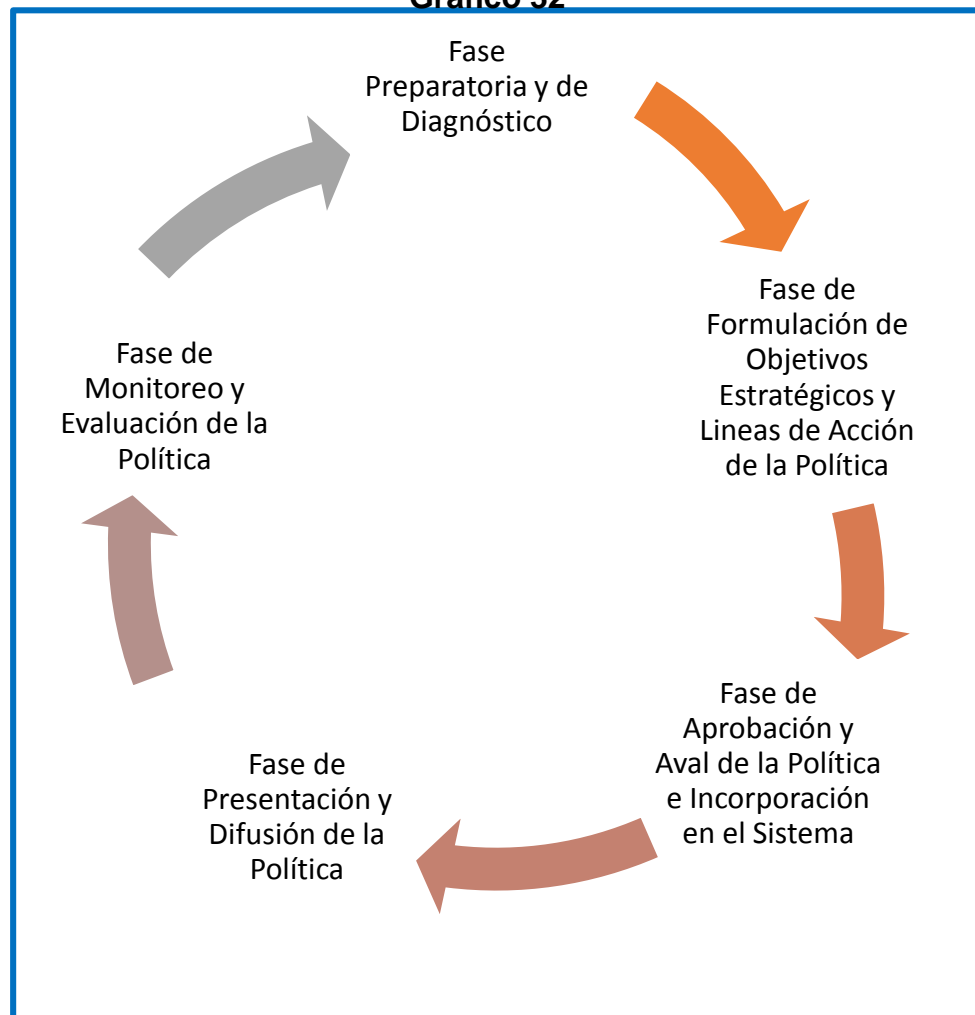 Gráfico 32
Fase
Preparatoria y de
Diagnóstico
Fase de
Formulación de
Objetivos
Estratégicos y
Lineas de Acción
de la Política
Fase de
Aprobación y
Aval de la Política
e Incorporación
en el Sistema
Fase de
Presentación y
Difusión de la
Política
Fase de
Monitoreo y
Evaluación de la
Política